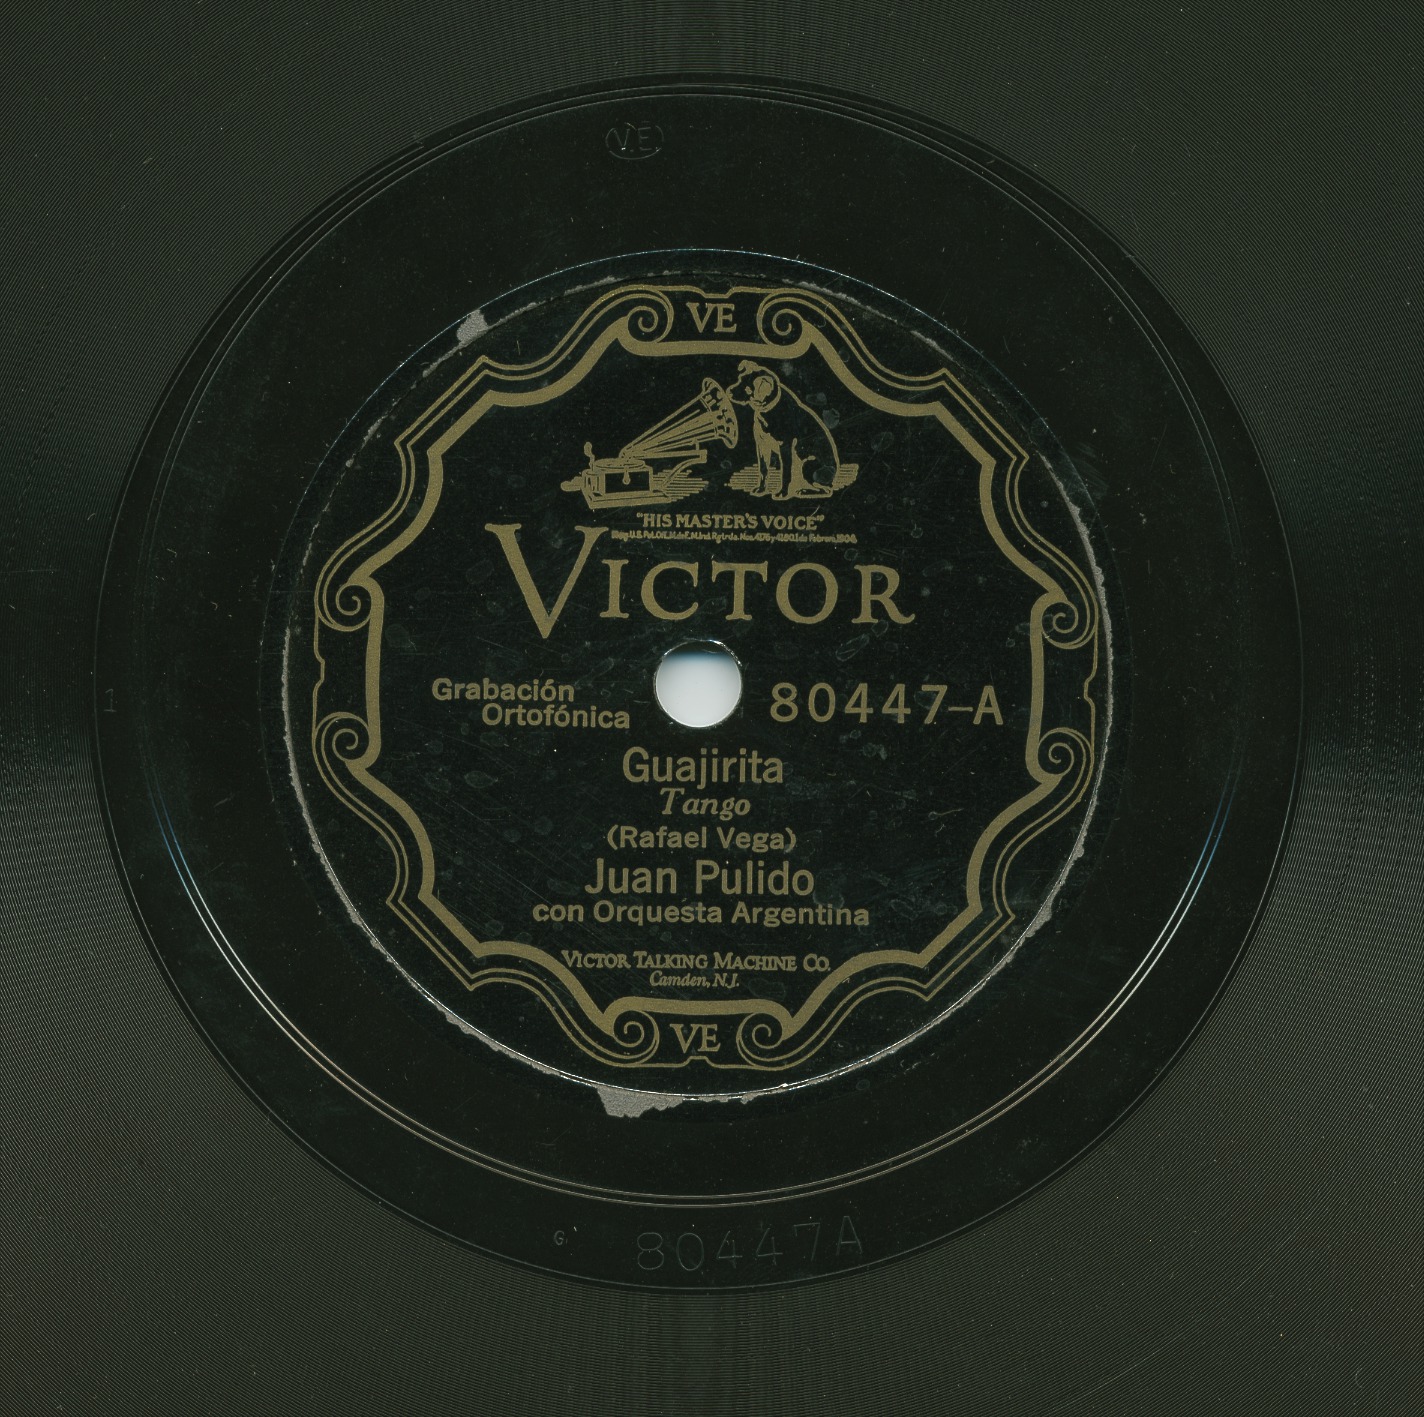 V.E.
VE
"HIS MASTER'S VOICE"
VICTOR
Grabación
Ortofónica
80447-A
Guajirita
Tango
(Rafael Vega)
Juan Pulido
con Orquesta Argentina
VICTOR TALKING MACHINE CO.
Camden, N.J.
VE
1
G.
80447A